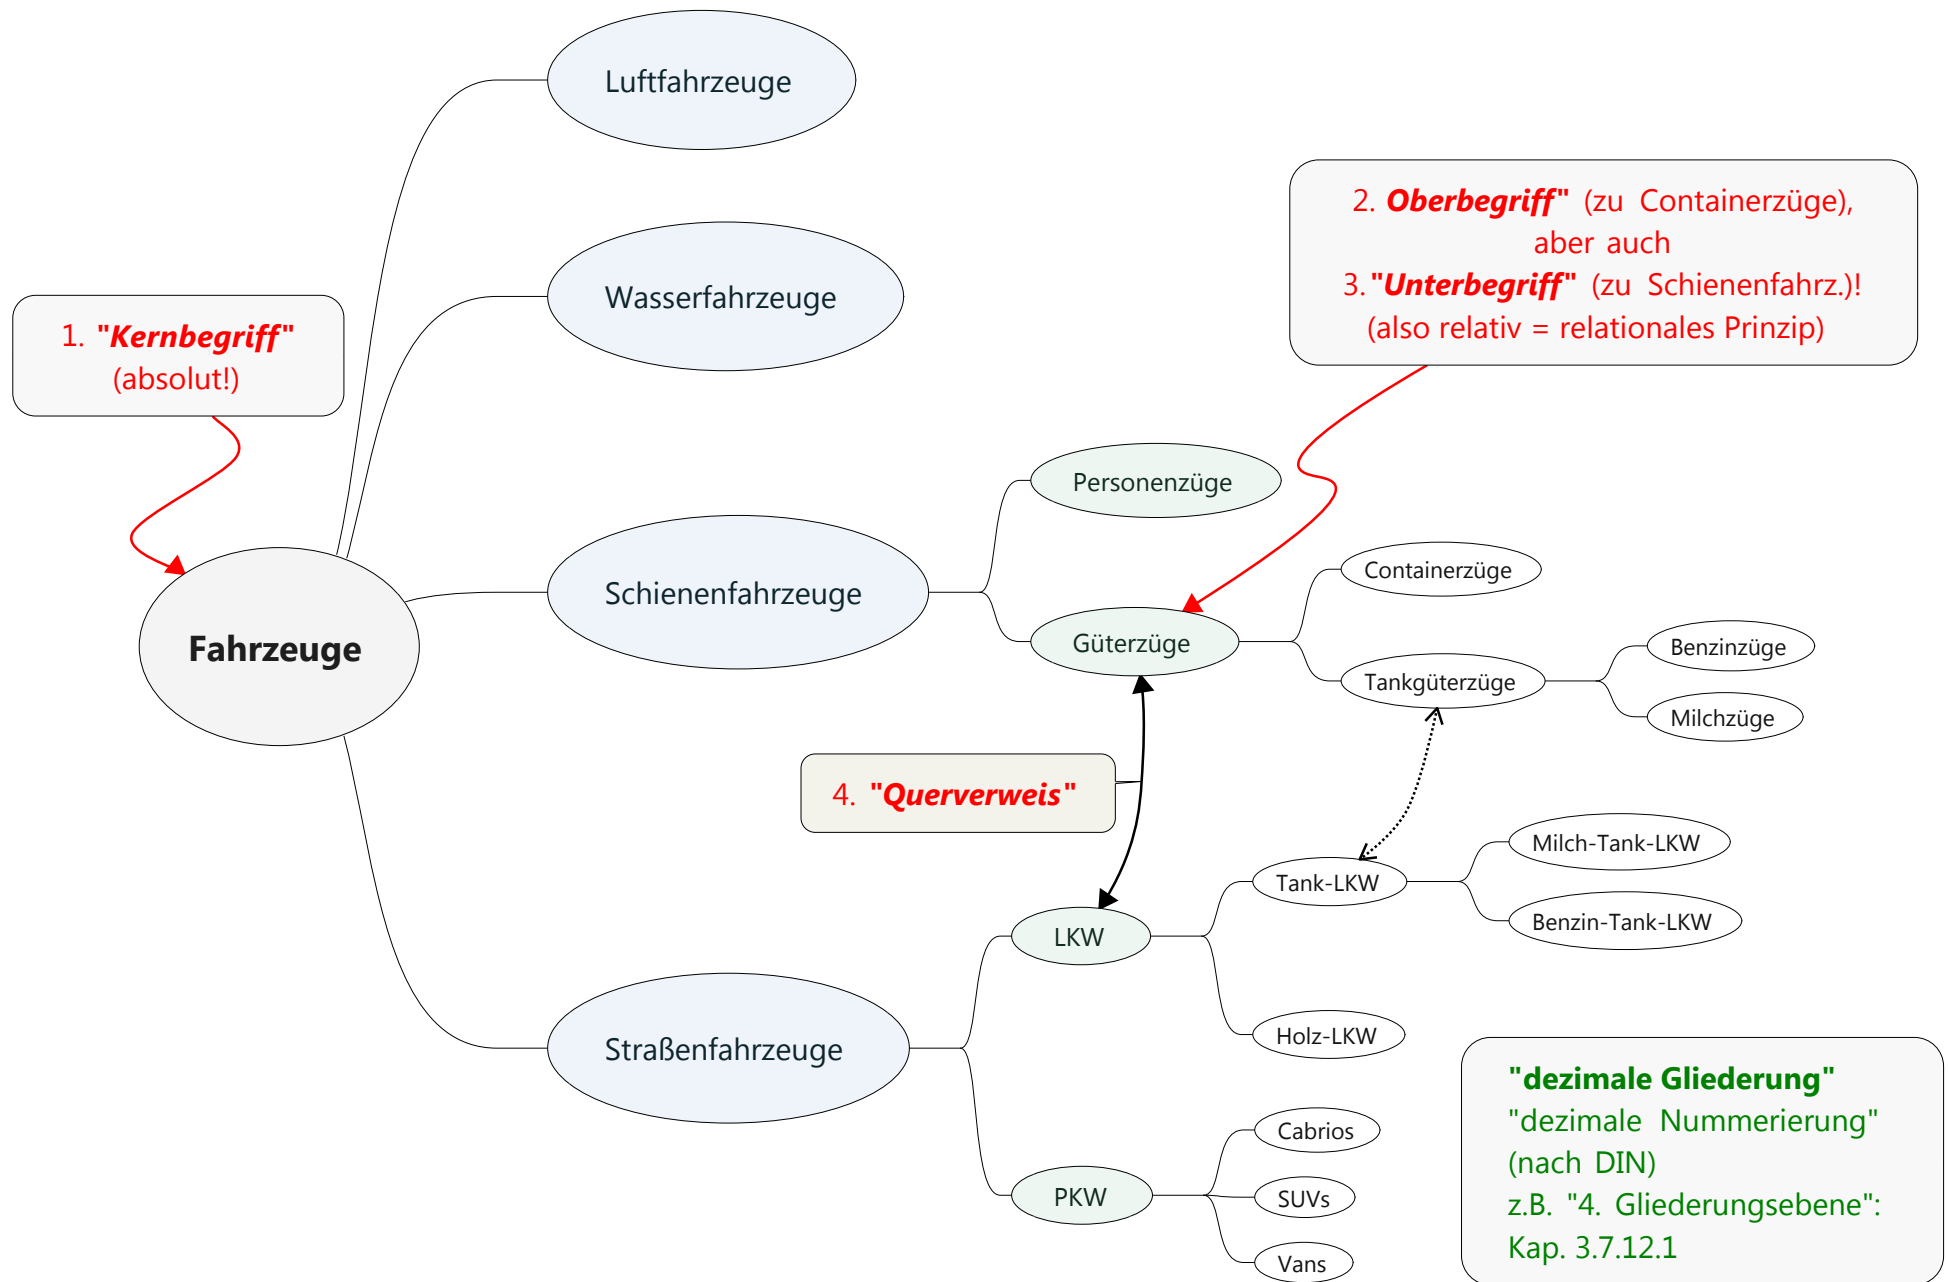 Luftfahrzeuge
2. Oberbegriff" (zu Containerzüge),
aber auch
3. "Unterbegriff" (zu Schienenfahrz.)!
(also relativ = relationales Prinzip)
Wasserfahrzeuge
1. "Kernbegriff"
(absolut!)
Personenzüge
Containerzüge
Schienenfahrzeuge
Güterzüge
Fahrzeuge
Benzinzüge
Tankgüterzüge
Milchzüge
4. "Querverweis"
Milch-Tank-LKW
Tank-LKW
Benzin-Tank-LKW
LKW
Holz-LKW
Straßenfahrzeuge
"dezimale Gliederung"
"dezimale Nummerierung"
(nach DIN)
z.B. "4. Gliederungsebene":
Kap. 3.7.12.1
Cabrios
PKW
SUVs
Vans